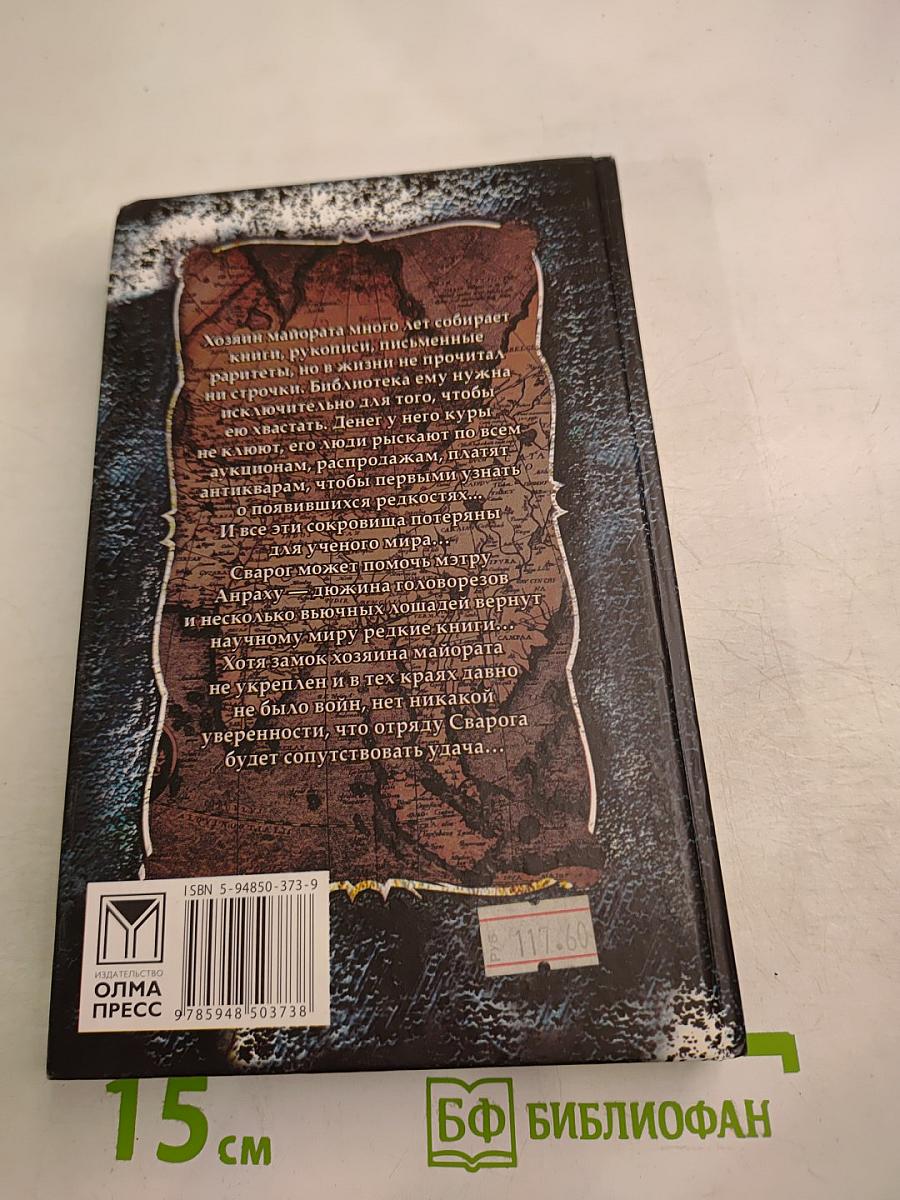 Хозяин майората много лет собирает
книги, рукописи, письменные
раритеты, но в жизни не прочитал
ни строчки. Библиотека ему нужна
исключительно для того, чтобы
ею хвастать. Денег у него куры
не клюют, его люди рыскают по всем
аукционам, распродажам, платят
антикварам, чтобы первыми узнать
о появившихся редкостях...
И все эти сокровища потеряны
для ученого мира...
Сварог может помочь мэтру
Анраху — дюжина головорезов
и несколько вьючных лошадей вернут
научному миру редкие книги...
Хотя замок хозяина майората
не укреплен и в тех краях давно
не было войн, нет никакой
уверенности, что отряду Сварога
будет сопутствовать удача...
ISBN 5-94850-373-9
ИЗДАТЕЛЬСТВО
ОЛМА
ПРЕСС
9785948503738
РУБ 117.60
15 см
БФ БИБЛИОФАН